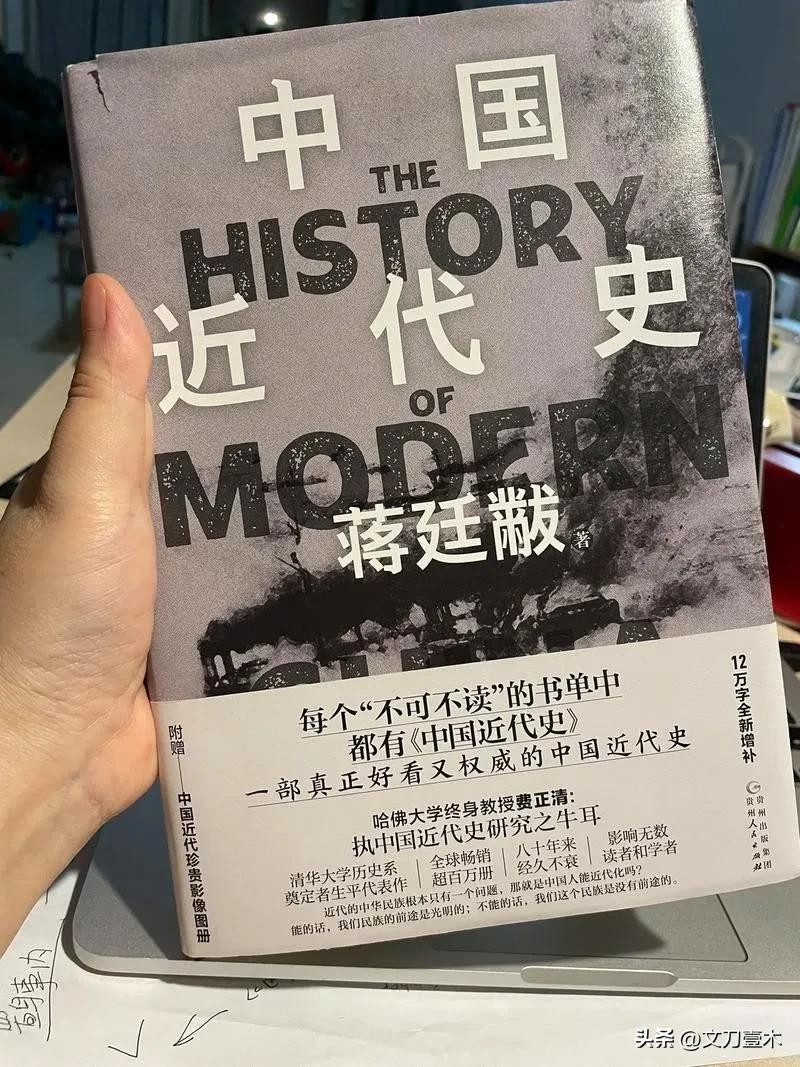 中国
THE
HISTORY
近代史
OF
MODERN
蒋廷黻 著
每个“不可不读”的书单中
都有《中国近代史》
一部真正好看又权威的中国近代史
哈佛大学终身教授费正清：
执中国近代史研究之牛耳
清华大学历史系
奠定者生平代表作
全球畅销
超百万册
八十年来
经久不衰
影响无数
读者和学者
近代的中华民族根本只有一个问题，那就是中国人能近代化吗？
能的话，我们民族的前途是光明的；不能的话，我们这个民族是没有前途的。
附赠——中国近代珍贵影像图册
12万字全新增补
贵州出版集团
贵州人民出版社
头条 @文刀壹木